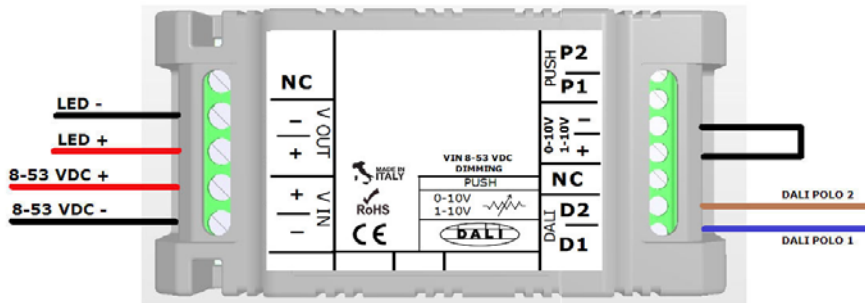 LED -
LED +
8-53 VDC +
8-53 VDC -
NC
-
+
V OUT
+
-
V IN
MADE IN
ITALY
RoHS
CE
VIN 8-53 VDC
DIMMING
PUSH
0-10V
1-10V
DALI
PUSH
P2
P1
0-10V
1-10V
-
+
NC
DALI
D2
D1
DALI POLO 2
DALI POLO 1